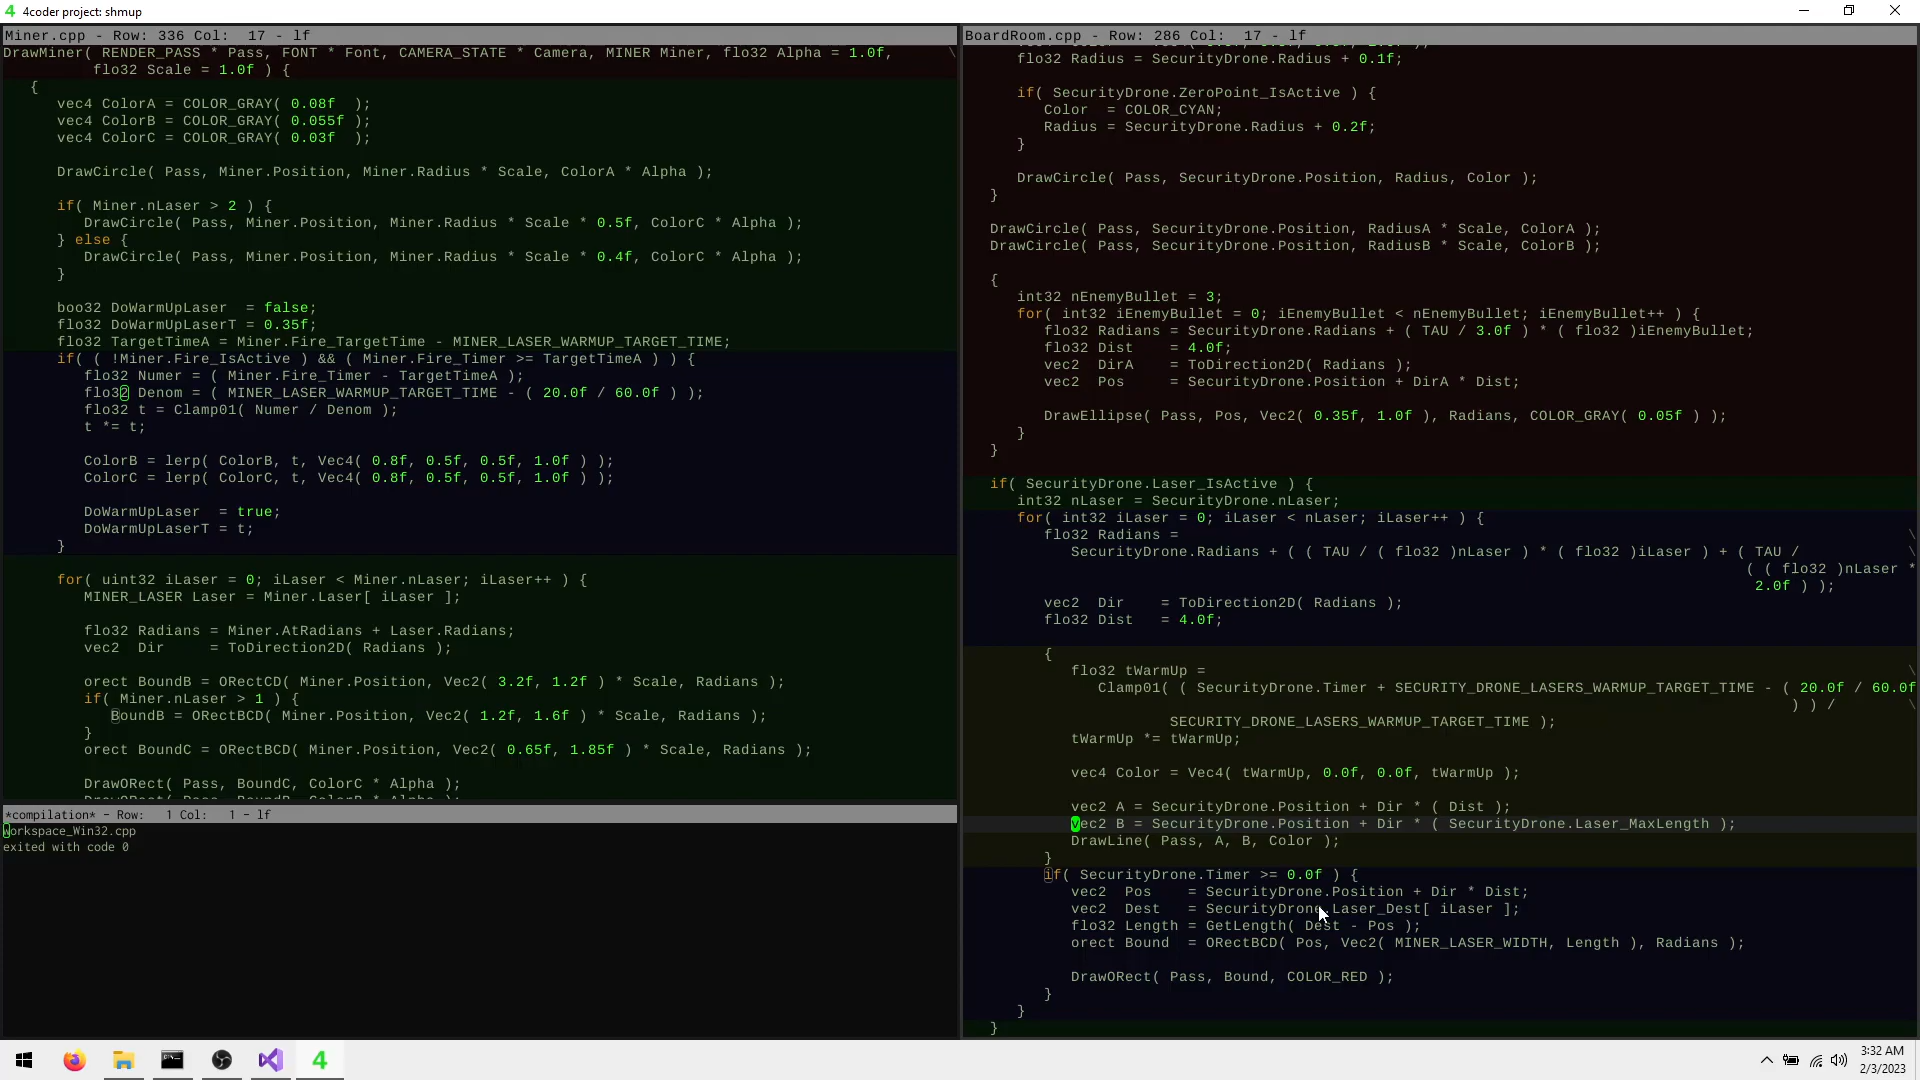 4coder project: shmup
Miner.cpp - Row: 336 Col:  17 - lf
DrawMiner( RENDER_PASS * Pass, FONT * Font, CAMERA_STATE * Camera, MINER Miner, flo32 Alpha = 1.0f, \
flo32 Scale = 1.0f ) {
{
vec4 ColorA = COLOR_GRAY( 0.08f  );
vec4 ColorB = COLOR_GRAY( 0.055f );
vec4 ColorC = COLOR_GRAY( 0.03f  );
DrawCircle( Pass, Miner.Position, Miner.Radius * Scale, ColorA * Alpha );
if( Miner.nLaser > 2 ) {
DrawCircle( Pass, Miner.Position, Miner.Radius * Scale * 0.5f, ColorC * Alpha );
} else {
DrawCircle( Pass, Miner.Position, Miner.Radius * Scale * 0.4f, ColorC * Alpha );
}
boo32 DoWarmUpLaser  = false;
flo32 DoWarmUpLaserT = 0.35f;
flo32 TargetTimeA = Miner.Fire_TargetTime - MINER_LASER_WARMUP_TARGET_TIME;
if( ( !Miner.Fire_IsActive ) && ( Miner.Fire_Timer >= TargetTimeA ) ) {
flo32 Numer = ( Miner.Fire_Timer - TargetTimeA );
flo32 Denom = ( MINER_LASER_WARMUP_TARGET_TIME - ( 20.0f / 60.0f ) );
flo32 t = Clamp01( Numer / Denom );
t *= t;
ColorB = lerp( ColorB, t, Vec4( 0.8f, 0.5f, 0.5f, 1.0f ) );
ColorC = lerp( ColorC, t, Vec4( 0.8f, 0.5f, 0.5f, 1.0f ) );
DoWarmUpLaser  = true;
DoWarmUpLaserT = t;
}
for( uint32 iLaser = 0; iLaser < Miner.nLaser; iLaser++ ) {
MINER_LASER Laser = Miner.Laser[ iLaser ];
flo32 Radians = Miner.AtRadians + Laser.Radians;
vec2  Dir     = ToDirection2D( Radians );
orect BoundB = ORectCD( Miner.Position, Vec2( 3.2f, 1.2f ) * Scale, Radians );
if( Miner.nLaser > 1 ) {
BoundB = ORectBCD( Miner.Position, Vec2( 1.2f, 1.6f ) * Scale, Radians );
}
orect BoundC = ORectBCD( Miner.Position, Vec2( 0.65f, 1.85f ) * Scale, Radians );
DrawORect( Pass, BoundC, ColorC * Alpha );
*compilation* - Row:   1 Col:   1 - lf
workspace_Win32.cpp
exited with code 0
BoardRoom.cpp - Row: 286 Col:  17 - lf
flo32 Radius = SecurityDrone.Radius + 0.1f;
if( SecurityDrone.ZeroPoint_IsActive ) {
Color  = COLOR_CYAN;
Radius = SecurityDrone.Radius + 0.2f;
}
DrawCircle( Pass, SecurityDrone.Position, Radius, Color );
}
DrawCircle( Pass, SecurityDrone.Position, RadiusA * Scale, ColorA );
DrawCircle( Pass, SecurityDrone.Position, RadiusB * Scale, ColorB );
{
int32 nEnemyBullet = 3;
for( int32 iEnemyBullet = 0; iEnemyBullet < nEnemyBullet; iEnemyBullet++ ) {
flo32 Radians = SecurityDrone.Radians + ( TAU / 3.0f ) * ( flo32 )iEnemyBullet;
flo32 Dist    = 4.0f;
vec2  DirA    = ToDirection2D( Radians );
vec2  Pos     = SecurityDrone.Position + DirA * Dist;
DrawEllipse( Pass, Pos, Vec2( 0.35f, 1.0f ), Radians, COLOR_GRAY( 0.05f ) );
}
}
if( SecurityDrone.Laser_IsActive ) {
int32 nLaser = SecurityDrone.nLaser;
for( int32 iLaser = 0; iLaser < nLaser; iLaser++ ) {
flo32 Radians = \
SecurityDrone.Radians + ( ( TAU / ( flo32 )nLaser ) * ( flo32 )iLaser ) + ( TAU / \
( ( flo32 )nLaser *
2.0f ) );
vec2  Dir    = ToDirection2D( Radians );
flo32 Dist   = 4.0f;
{
flo32 tWarmUp = \
Clamp01( ( SecurityDrone.Timer + SECURITY_DRONE_LASERS_WARMUP_TARGET_TIME - ( 20.0f / 60.0f
) ) / \
SECURITY_DRONE_LASERS_WARMUP_TARGET_TIME );
tWarmUp *= tWarmUp;
vec4 Color = Vec4( tWarmUp, 0.0f, 0.0f, tWarmUp );
vec2 A = SecurityDrone.Position + Dir * ( Dist );
vec2 B = SecurityDrone.Position + Dir * ( SecurityDrone.Laser_MaxLength );
DrawLine( Pass, A, B, Color );
}
if( SecurityDrone.Timer >= 0.0f ) {
vec2  Pos    = SecurityDrone.Position + Dir * Dist;
vec2  Dest   = SecurityDrone.Laser_Dest[ iLaser ];
flo32 Length = GetLength( Dest - Pos );
orect Bound  = ORectBCD( Pos, Vec2( MINER_LASER_WIDTH, Length ), Radians );
DrawORect( Pass, Bound, COLOR_RED );
}
}
}
4
3:32 AM
2/3/2023